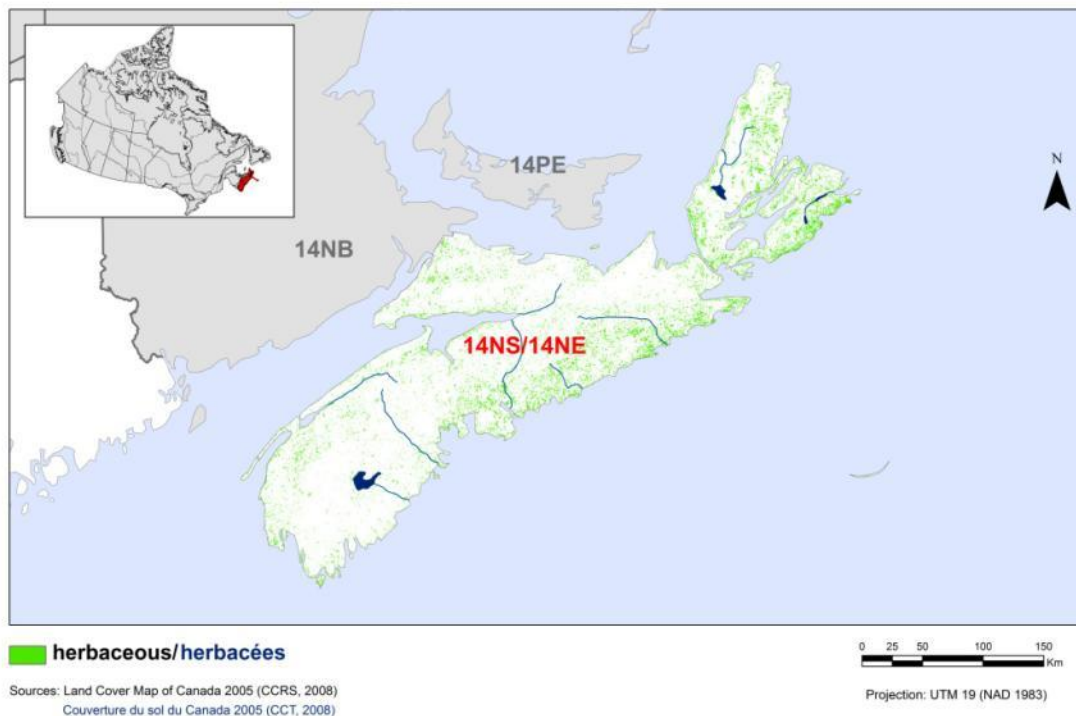 14PE
N
14NB
14NS/14NE
herbaceous/herbacées
0 25 50 100 150
Km
Sources: Land Cover Map of Canada 2005 (CCRS, 2008)
Couverture du sol du Canada 2005 (CCT, 2008)
Projection: UTM 19 (NAD 1983)